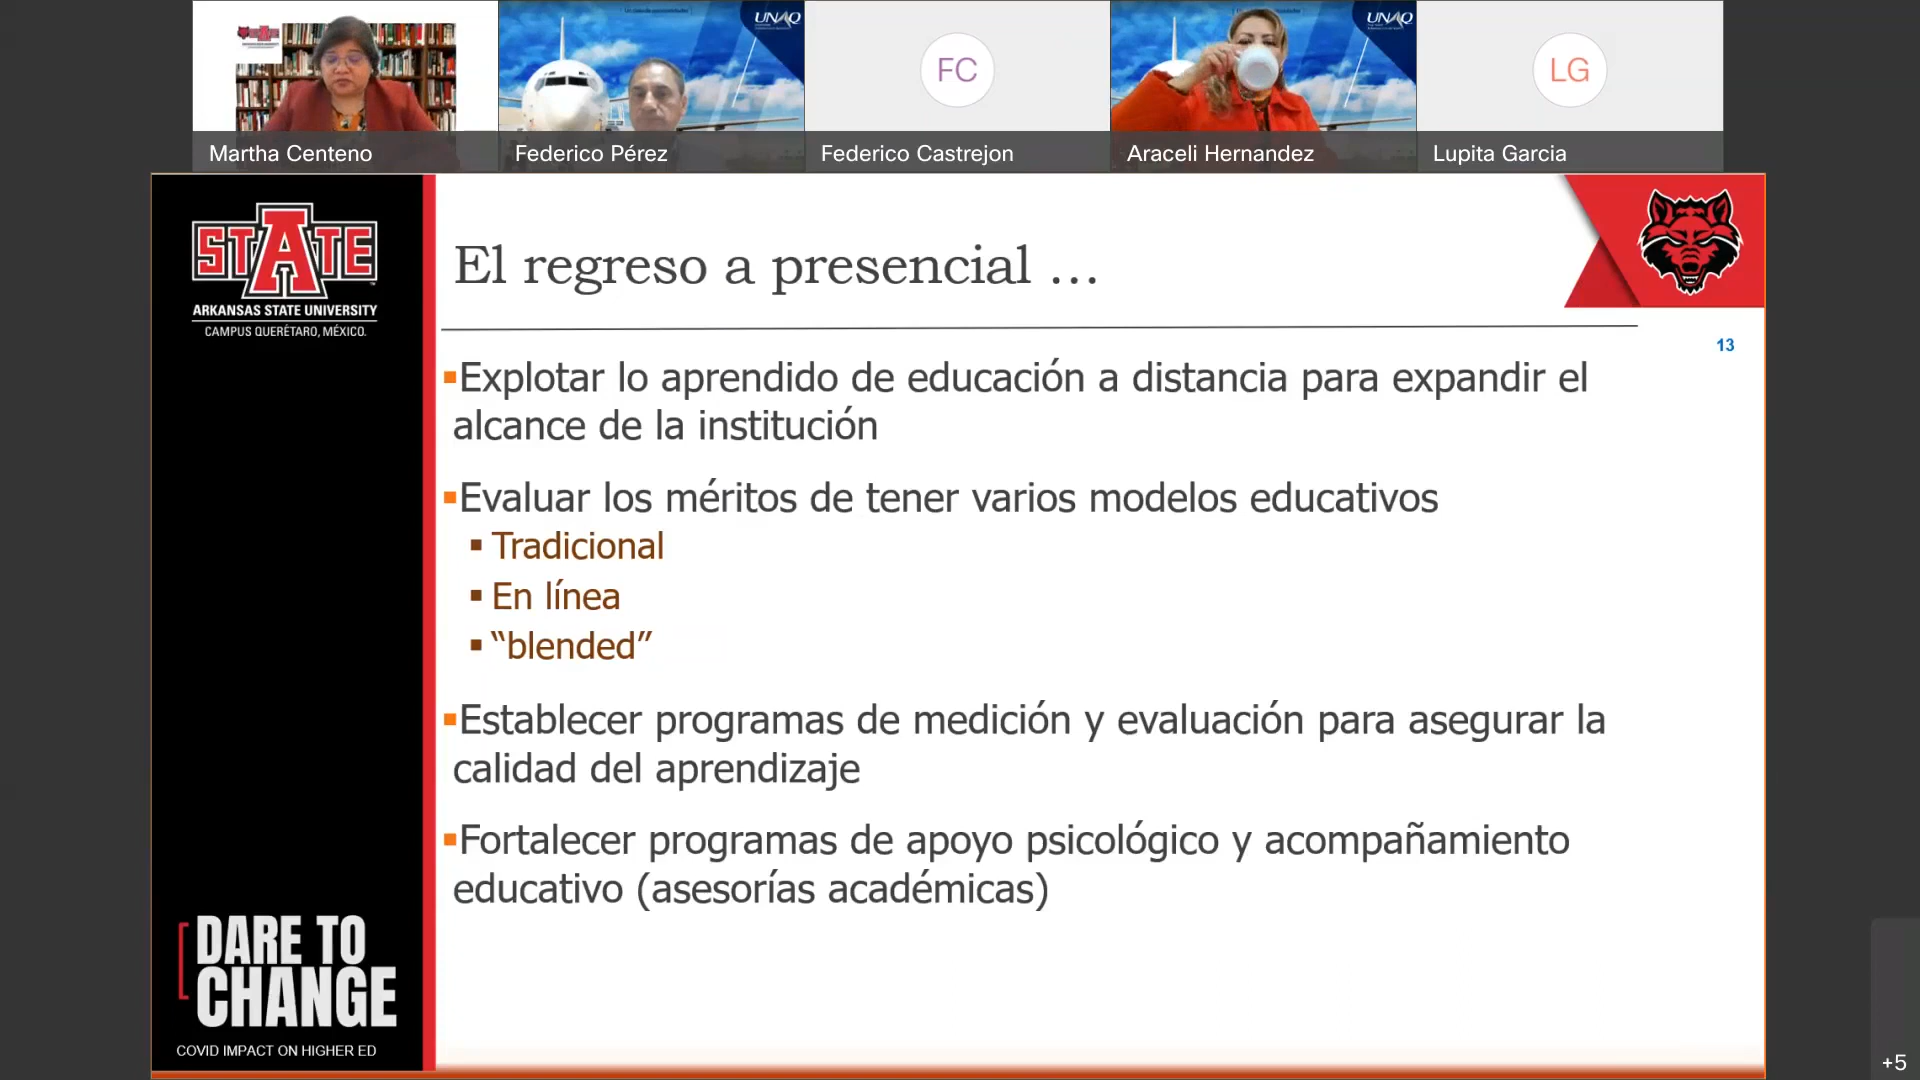 UNAQ
UNAQ
FC
LG
Martha Centeno
Federico Pérez
Federico Castrejon
Araceli Hernandez
Lupita Garcia
STATE
ARKANSAS STATE UNIVERSITY
CAMPUS QUERÉTARO, MÉXICO.
El regreso a presencial ...
13
▪Explotar lo aprendido de educación a distancia para expandir el
alcance de la institución
▪Evaluar los méritos de tener varios modelos educativos
▪ Tradicional
▪ En línea
▪ “blended”
▪Establecer programas de medición y evaluación para asegurar la
calidad del aprendizaje
▪Fortalecer programas de apoyo psicológico y acompañamiento
educativo (asesorías académicas)
DARE TO
CHANGE
COVID IMPACT ON HIGHER ED
+5